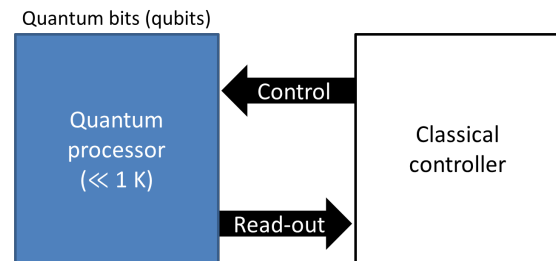 Quantum bits (qubits)
Quantum
processor
(≪ 1 K)
Control
Read-out
Classical
controller